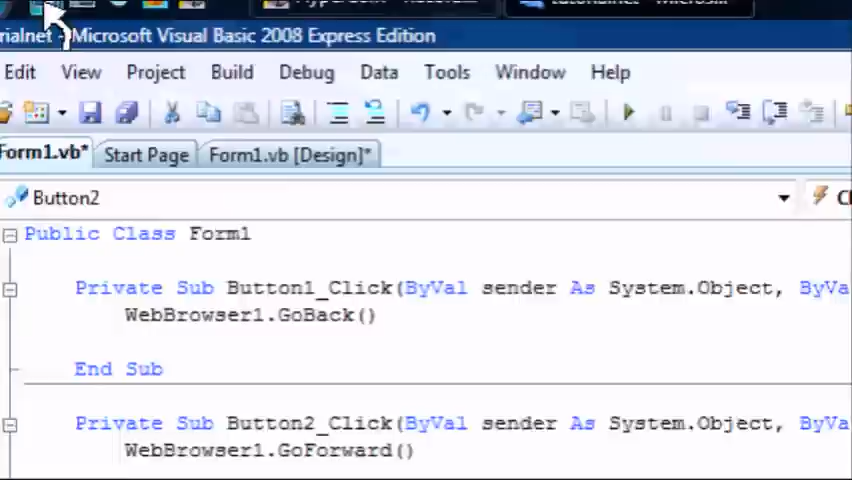 rialnet - Microsoft Visual Basic 2008 Express Edition
Edit View Project Build Debug Data Tools Window Help
Form1.vb* Start Page Form1.vb [Design]*
Button2
Public Class Form1
Private Sub Button1_Click(ByVal sender As System.Object, ByVa
WebBrowser1.GoBack()
End Sub
Private Sub Button2_Click(ByVal sender As System.Object, ByVa
WebBrowser1.GoForward()